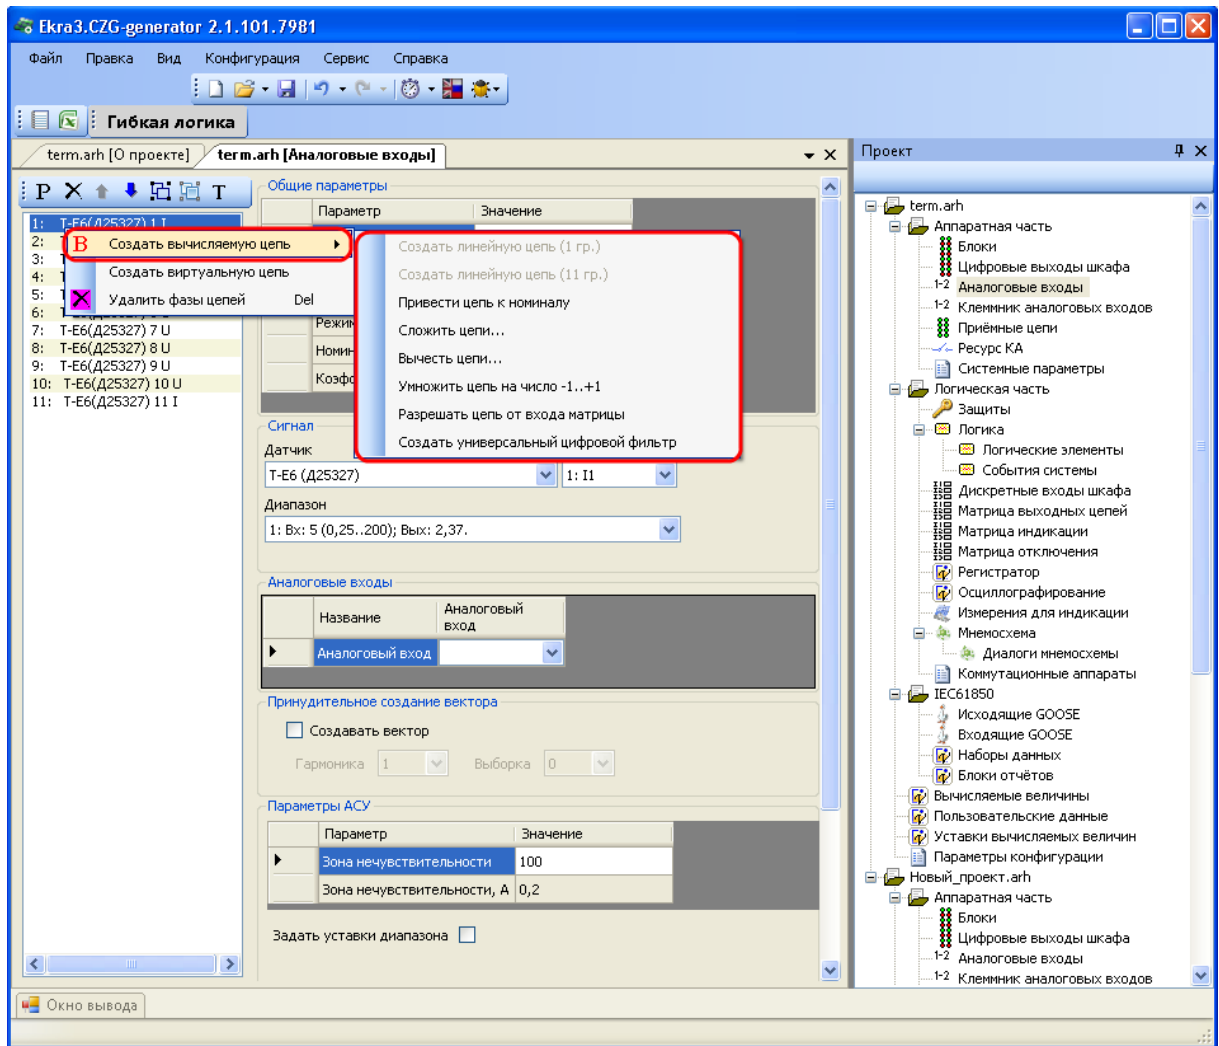 Ekra3.CZG-generator 2.1.101.7981
Файл Правка Вид Конфигурация Сервис Справка
Гибкая логика
term.arh [О проекте] term.arh [Аналоговые входы]
P T
1: Т-Е6(Д25327) 1 I
2:
3:
4:
5:
6:
7: Т-Е6(Д25327) 7 U
8: Т-Е6(Д25327) 8 U
9: Т-Е6(Д25327) 9 U
10: Т-Е6(Д25327) 10 U
11: Т-Е6(Д25327) 11 I
B Создать вычисляемую цепь
Создать виртуальную цепь
Удалить фазы цепей Del
Создать линейную цепь (1 гр.)
Создать линейную цепь (11 гр.)
Привести цепь к номиналу
Сложить цепи...
Вычесть цепи...
Умножить цепь на число -1..+1
Разрешать цепь от входа матрицы
Создать универсальный цифровой фильтр
Общие параметры
Параметр Значение
Режим
Номин
Коэфф
Сигнал
Датчик
Т-Е6 (Д25327) 1: I1
Диапазон
1: Вх: 5 (0,25..200); Вых: 2,37.
Аналоговые входы
Название Аналоговый
вход
Аналоговый вход
Принудительное создание вектора
Создавать вектор
Гармоника 1 Выборка 0
Параметры АСУ
Параметр Значение
Зона нечувствительности 100
Зона нечувствительности, А 0,2
Задать уставки диапазона
Проект
term.arh
Аппаратная часть
Блоки
Цифровые выходы шкафа
1-2 Аналоговые входы
1-2 Клеммник аналоговых входов
Приёмные цепи
Ресурс КА
Системные параметры
Логическая часть
Защиты
Логика
Логические элементы
События системы
Дискретные входы шкафа
Матрица выходных цепей
Матрица индикации
Матрица отключения
Регистратор
Осциллографирование
Измерения для индикации
Мнемосхема
Диалоги мнемосхемы
Коммутационные аппараты
IEC61850
Исходящие GOOSE
Входящие GOOSE
Наборы данных
Блоки отчётов
Вычисляемые величины
Пользовательские данные
Уставки вычисляемых величин
Параметры конфигурации
Новый_проект.arh
Аппаратная часть
Блоки
Цифровые выходы шкафа
1-2 Аналоговые входы
1-2 Клеммник аналоговых входов
Окно вывода